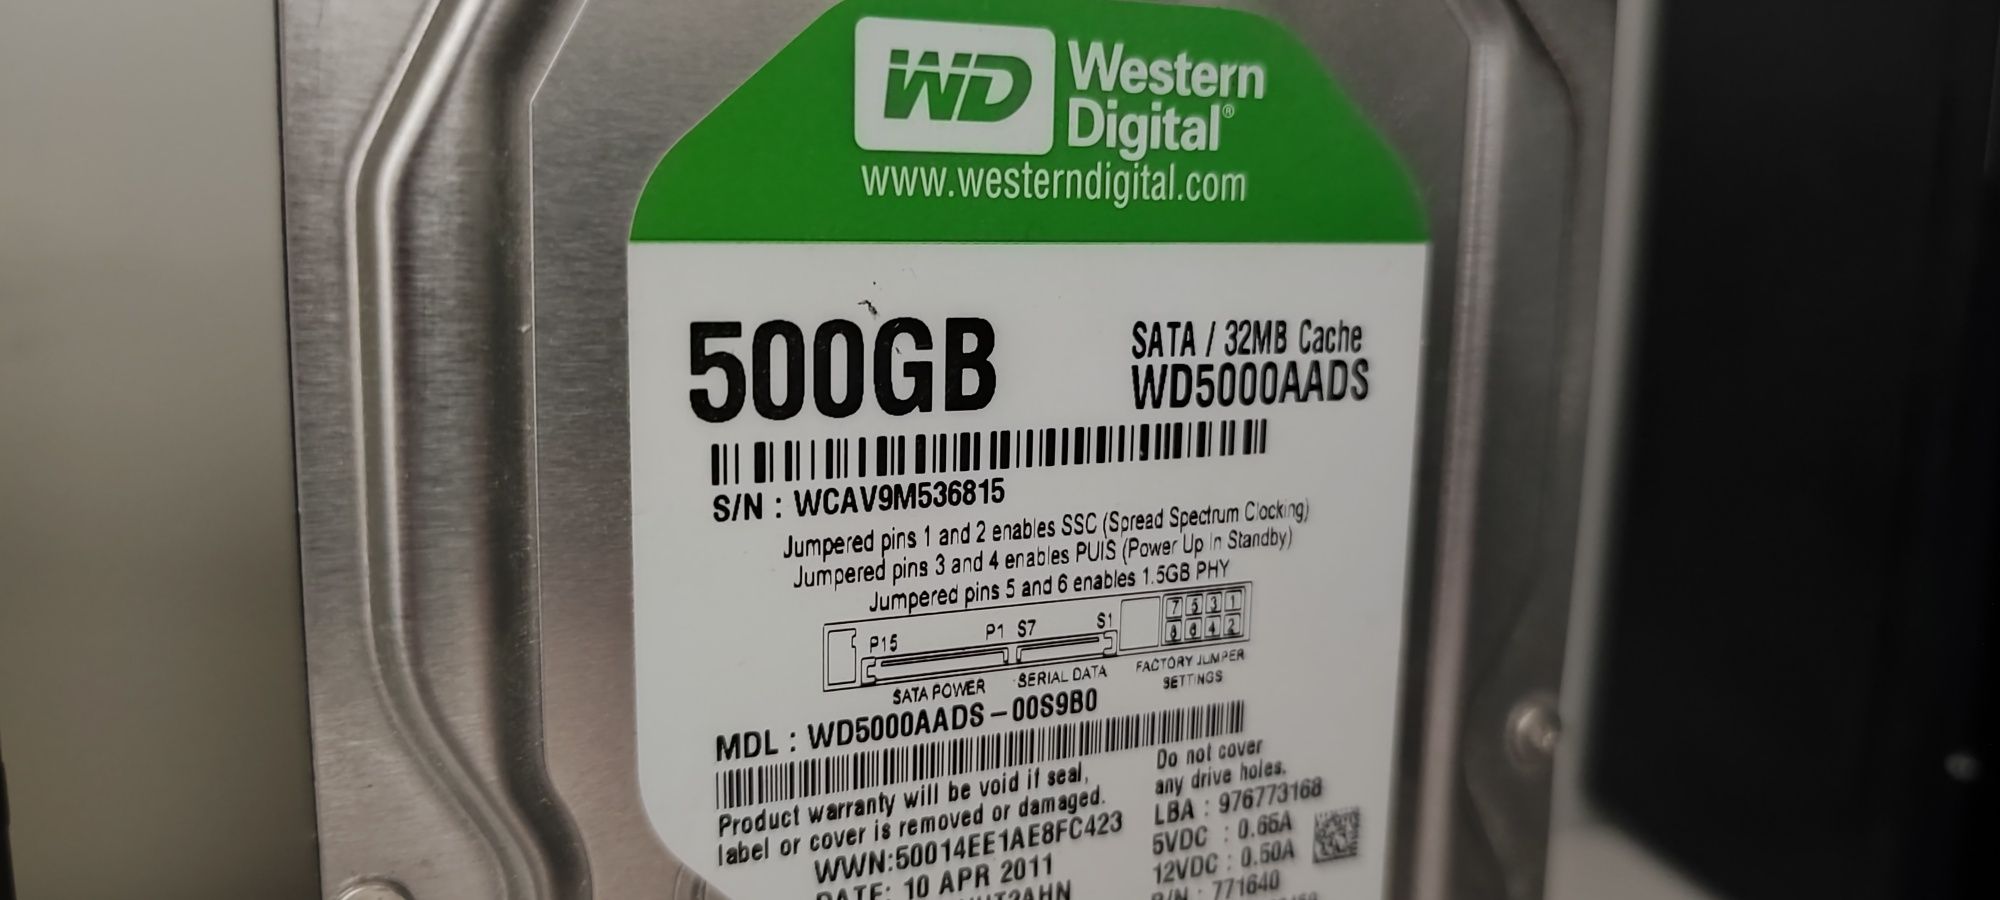 WD Western
Digital®
www.westerndigital.com
500GB
SATA / 32MB Cache
WD5000AADS
S/N : WCAV9M536815
Jumpered pins 1 and 2 enables SSC (Spread Spectrum Clocking)
Jumpered pins 3 and 4 enables PUIS (Power Up In Standby)
Jumpered pins 5 and 6 enables 1.5GB PHY
7 5 3 1
8 6 4 2
P15 P1 S7 S1
SATA POWER SERIAL DATA
FACTORY JUMPER
SETTINGS
MDL : WD5000AADS – 00S9B0
Product warranty will be void if seal,
label or cover is removed or damaged.
WWN:50014EE1AE8FC423
DATE: 10 APR 2011
Do not cover
any drive holes.
LBA : 976773168
5VDC : 0.65A
12VDC : 0.50A
P/N : 771640